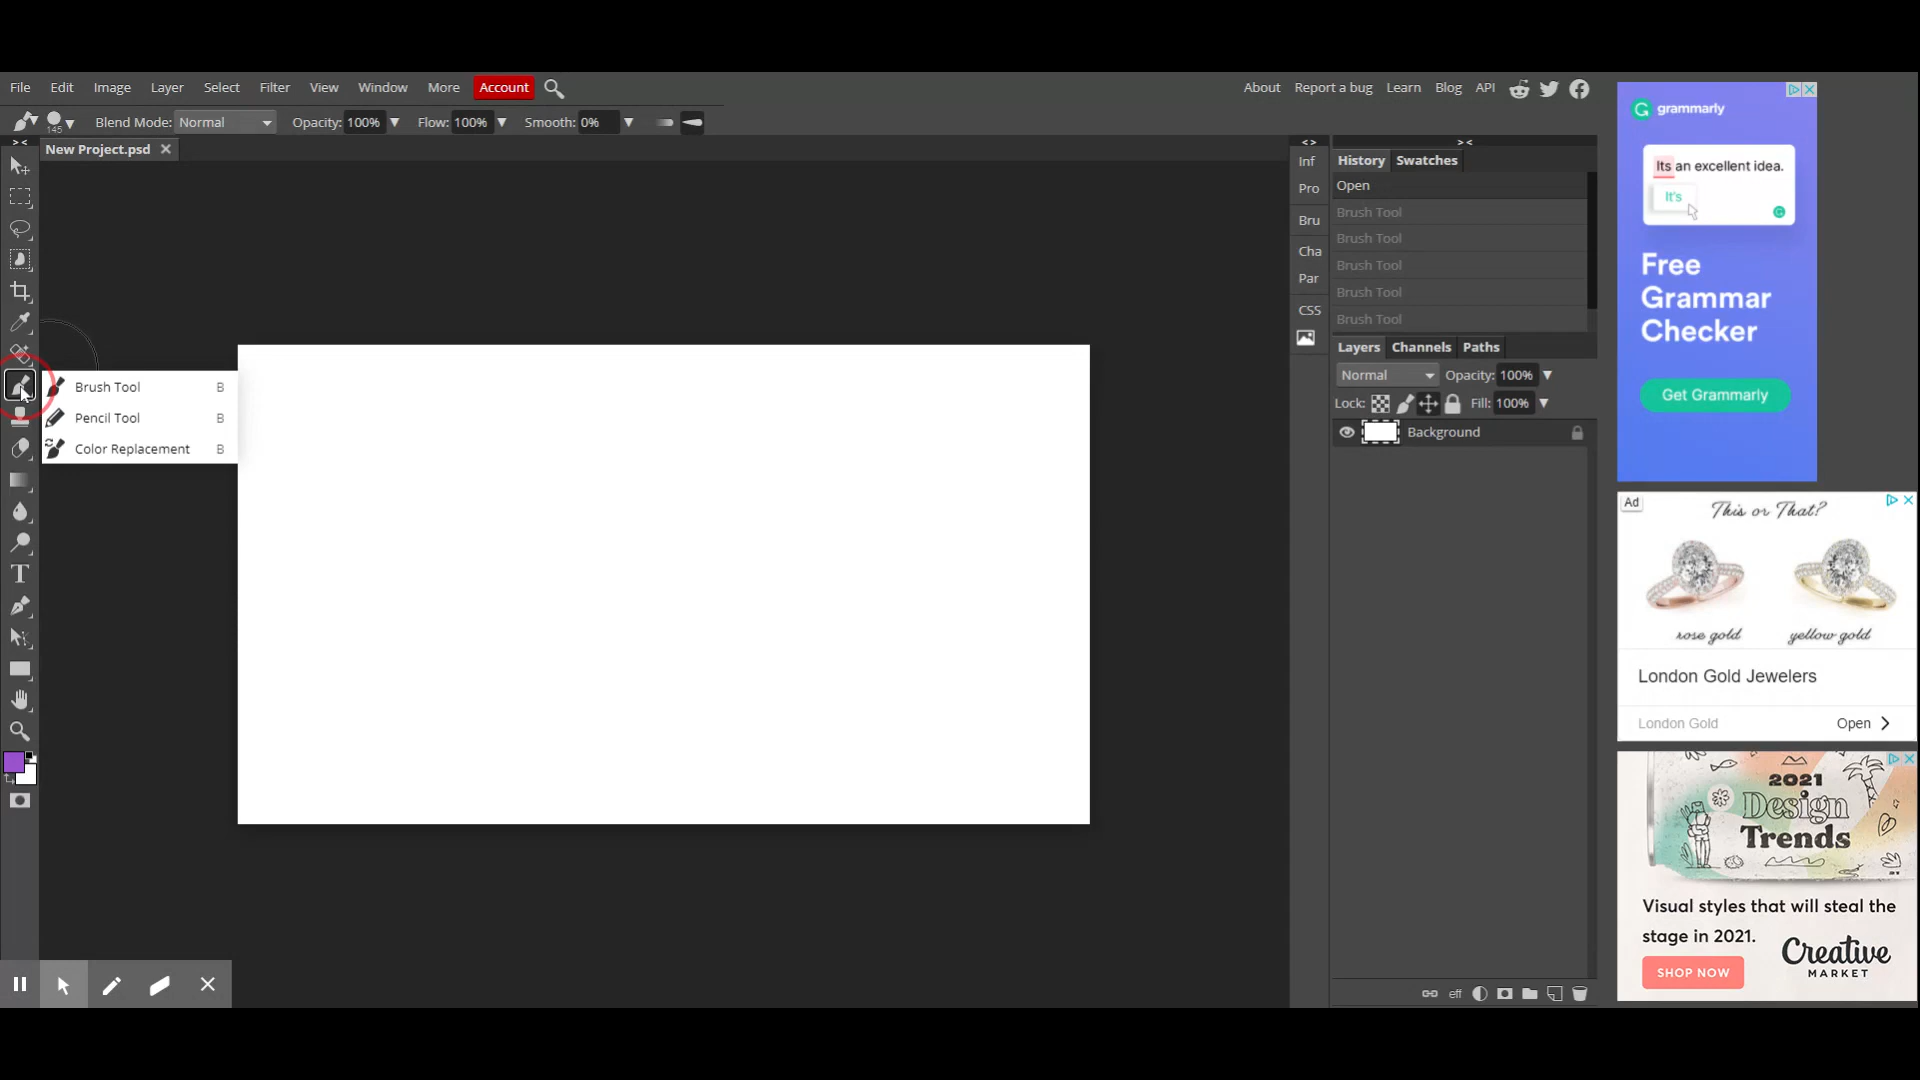 File Edit Image Layer Select Filter View Window More Account
About Report a bug Learn Blog API
145 Blend Mode: Normal Opacity: 100% Flow: 100% Smooth: 0%
New Project.psd
Brush Tool B
Pencil Tool B
Color Replacement B
T
Inf
Pro
Bru
Cha
Par
CSS
History Swatches
Open
Brush Tool
Brush Tool
Brush Tool
Brush Tool
Brush Tool
Layers Channels Paths
Normal Opacity: 100%
Lock: Fill: 100%
Background
eff
grammarly
Its an excellent idea.
It's
Free
Grammar
Checker
Get Grammarly
Ad
This or That?
rose gold yellow gold
London Gold Jewelers
London Gold Open
2021
Design
Trends
Visual styles that will steal the
stage in 2021.
Creative
MARKET
SHOP NOW